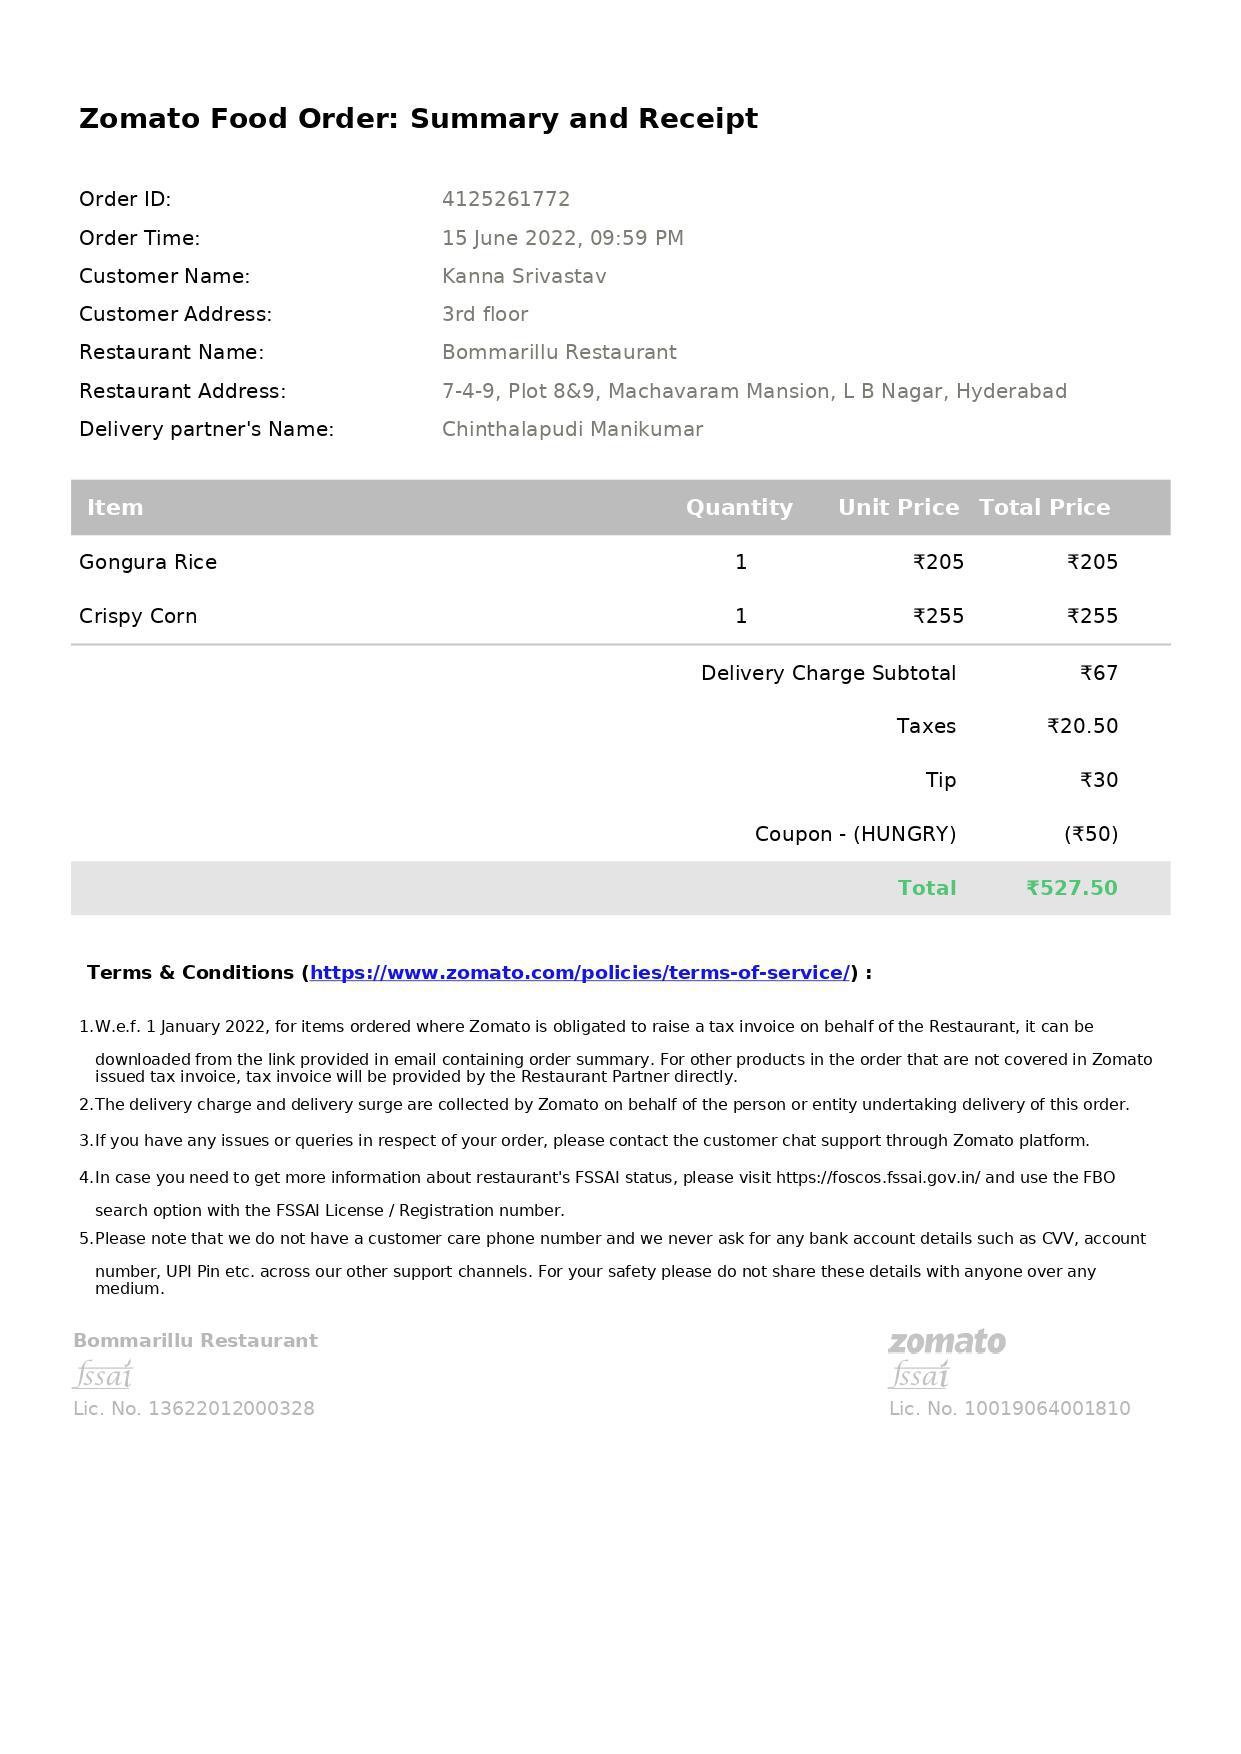 Zomato Food Order: Summary and Receipt
Order ID: 4125261772
Order Time: 15 June 2022, 09:59 PM
Customer Name: Kanna Srivastav
Customer Address: 3rd floor
Restaurant Name: Bommarillu Restaurant
Restaurant Address: 7-4-9, Plot 8&9, Machavaram Mansion, L B Nagar, Hyderabad
Delivery partner's Name: Chinthalapudi Manikumar
Item Quantity Unit Price Total Price
Gongura Rice 1 ₹205 ₹205
Crispy Corn 1 ₹255 ₹255
Delivery Charge Subtotal ₹67
Taxes ₹20.50
Tip ₹30
Coupon - (HUNGRY) (₹50)
Total ₹527.50
Terms & Conditions (https://www.zomato.com/policies/terms-of-service/) :
1.W.e.f. 1 January 2022, for items ordered where Zomato is obligated to raise a tax invoice on behalf of the Restaurant, it can be
downloaded from the link provided in email containing order summary. For other products in the order that are not covered in Zomato
issued tax invoice, tax invoice will be provided by the Restaurant Partner directly.
2.The delivery charge and delivery surge are collected by Zomato on behalf of the person or entity undertaking delivery of this order.
3.If you have any issues or queries in respect of your order, please contact the customer chat support through Zomato platform.
4.In case you need to get more information about restaurant's FSSAI status, please visit https://foscos.fssai.gov.in/ and use the FBO
search option with the FSSAI License / Registration number.
5.Please note that we do not have a customer care phone number and we never ask for any bank account details such as CVV, account
number, UPI Pin etc. across our other support channels. For your safety please do not share these details with anyone over any
medium.
Bommarillu Restaurant zomato
fssai fssai
Lic. No. 13622012000328 Lic. No. 10019064001810